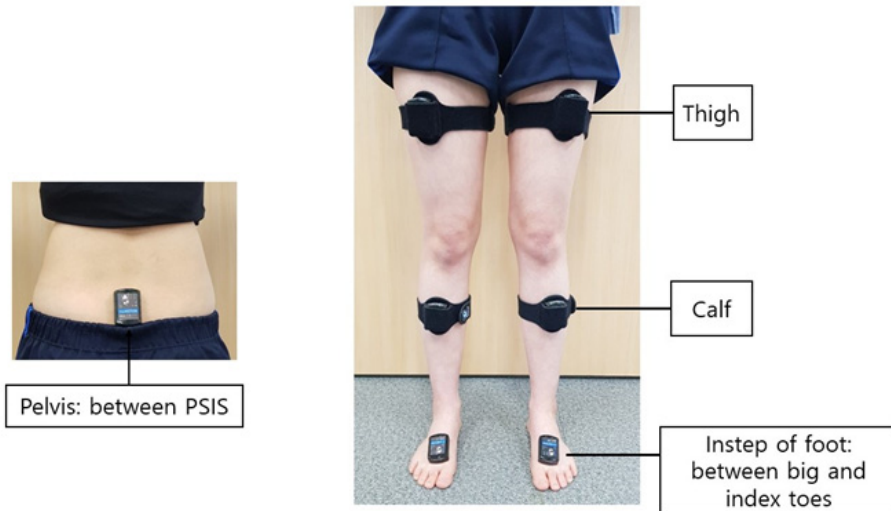 Thigh
Calf
Pelvis: between PSIS
Instep of foot:
between big and
index toes